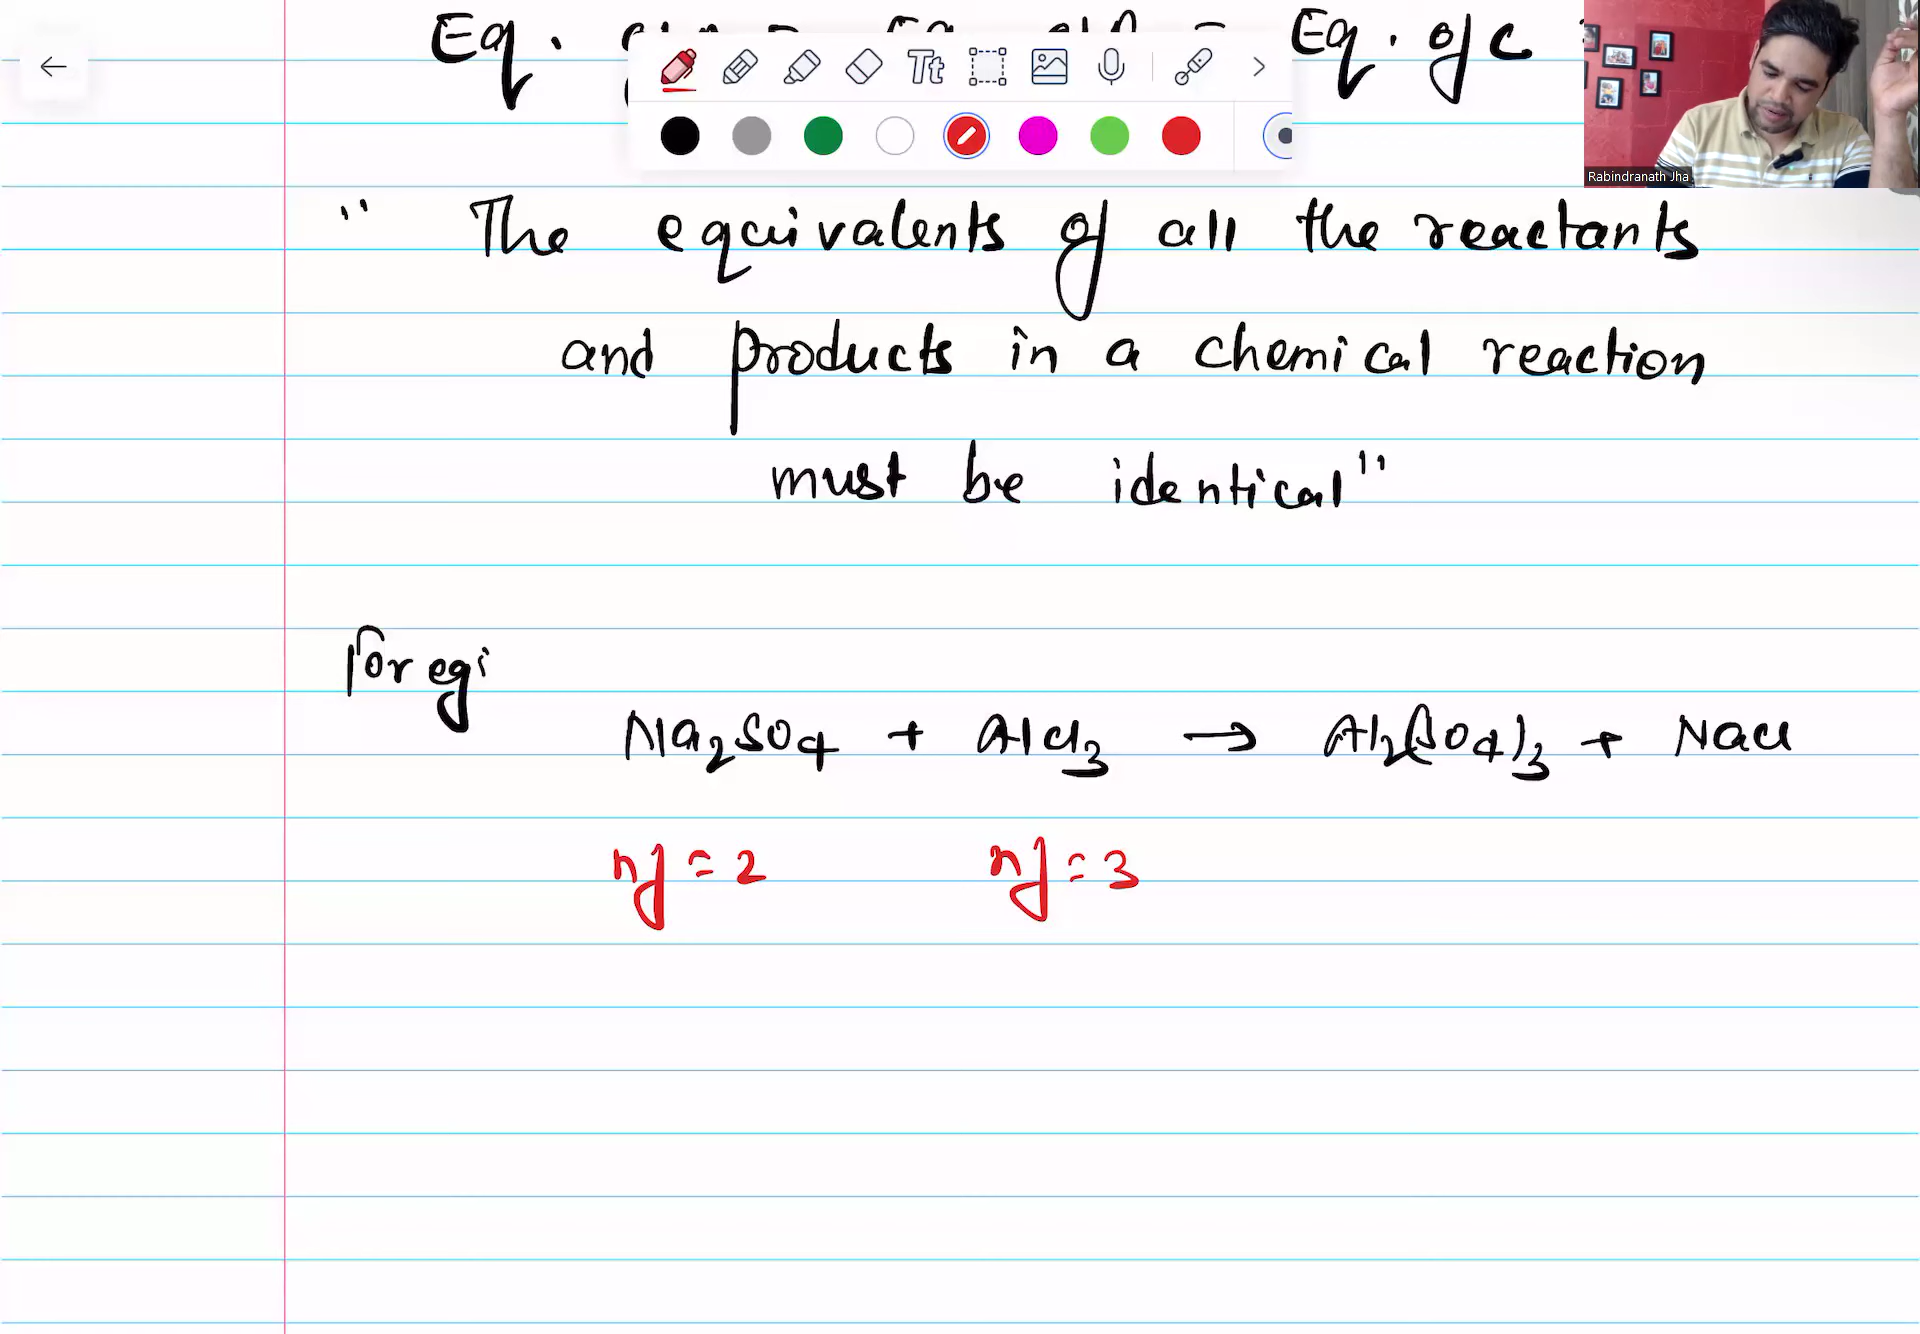 Eq. Eq. of C
Tt
Rabindranath Jha
" The equivalents of all the reactants
and products in a chemical reaction
must be identical"
For eg:
Na₂SO₄ + AlCl₃ → Al₂(SO₄)₃ + NaCl
nf = 2 nf = 3